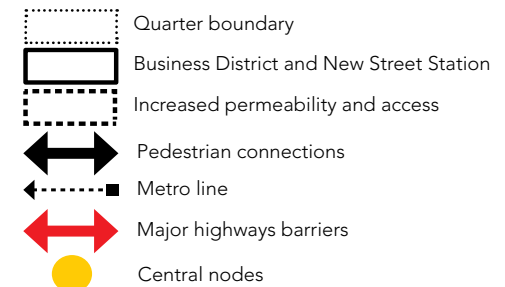 Quarter boundary
Business District and New Street Station
Increased permeability and access
Pedestrian connections
Metro line
Major highways barriers
Central nodes